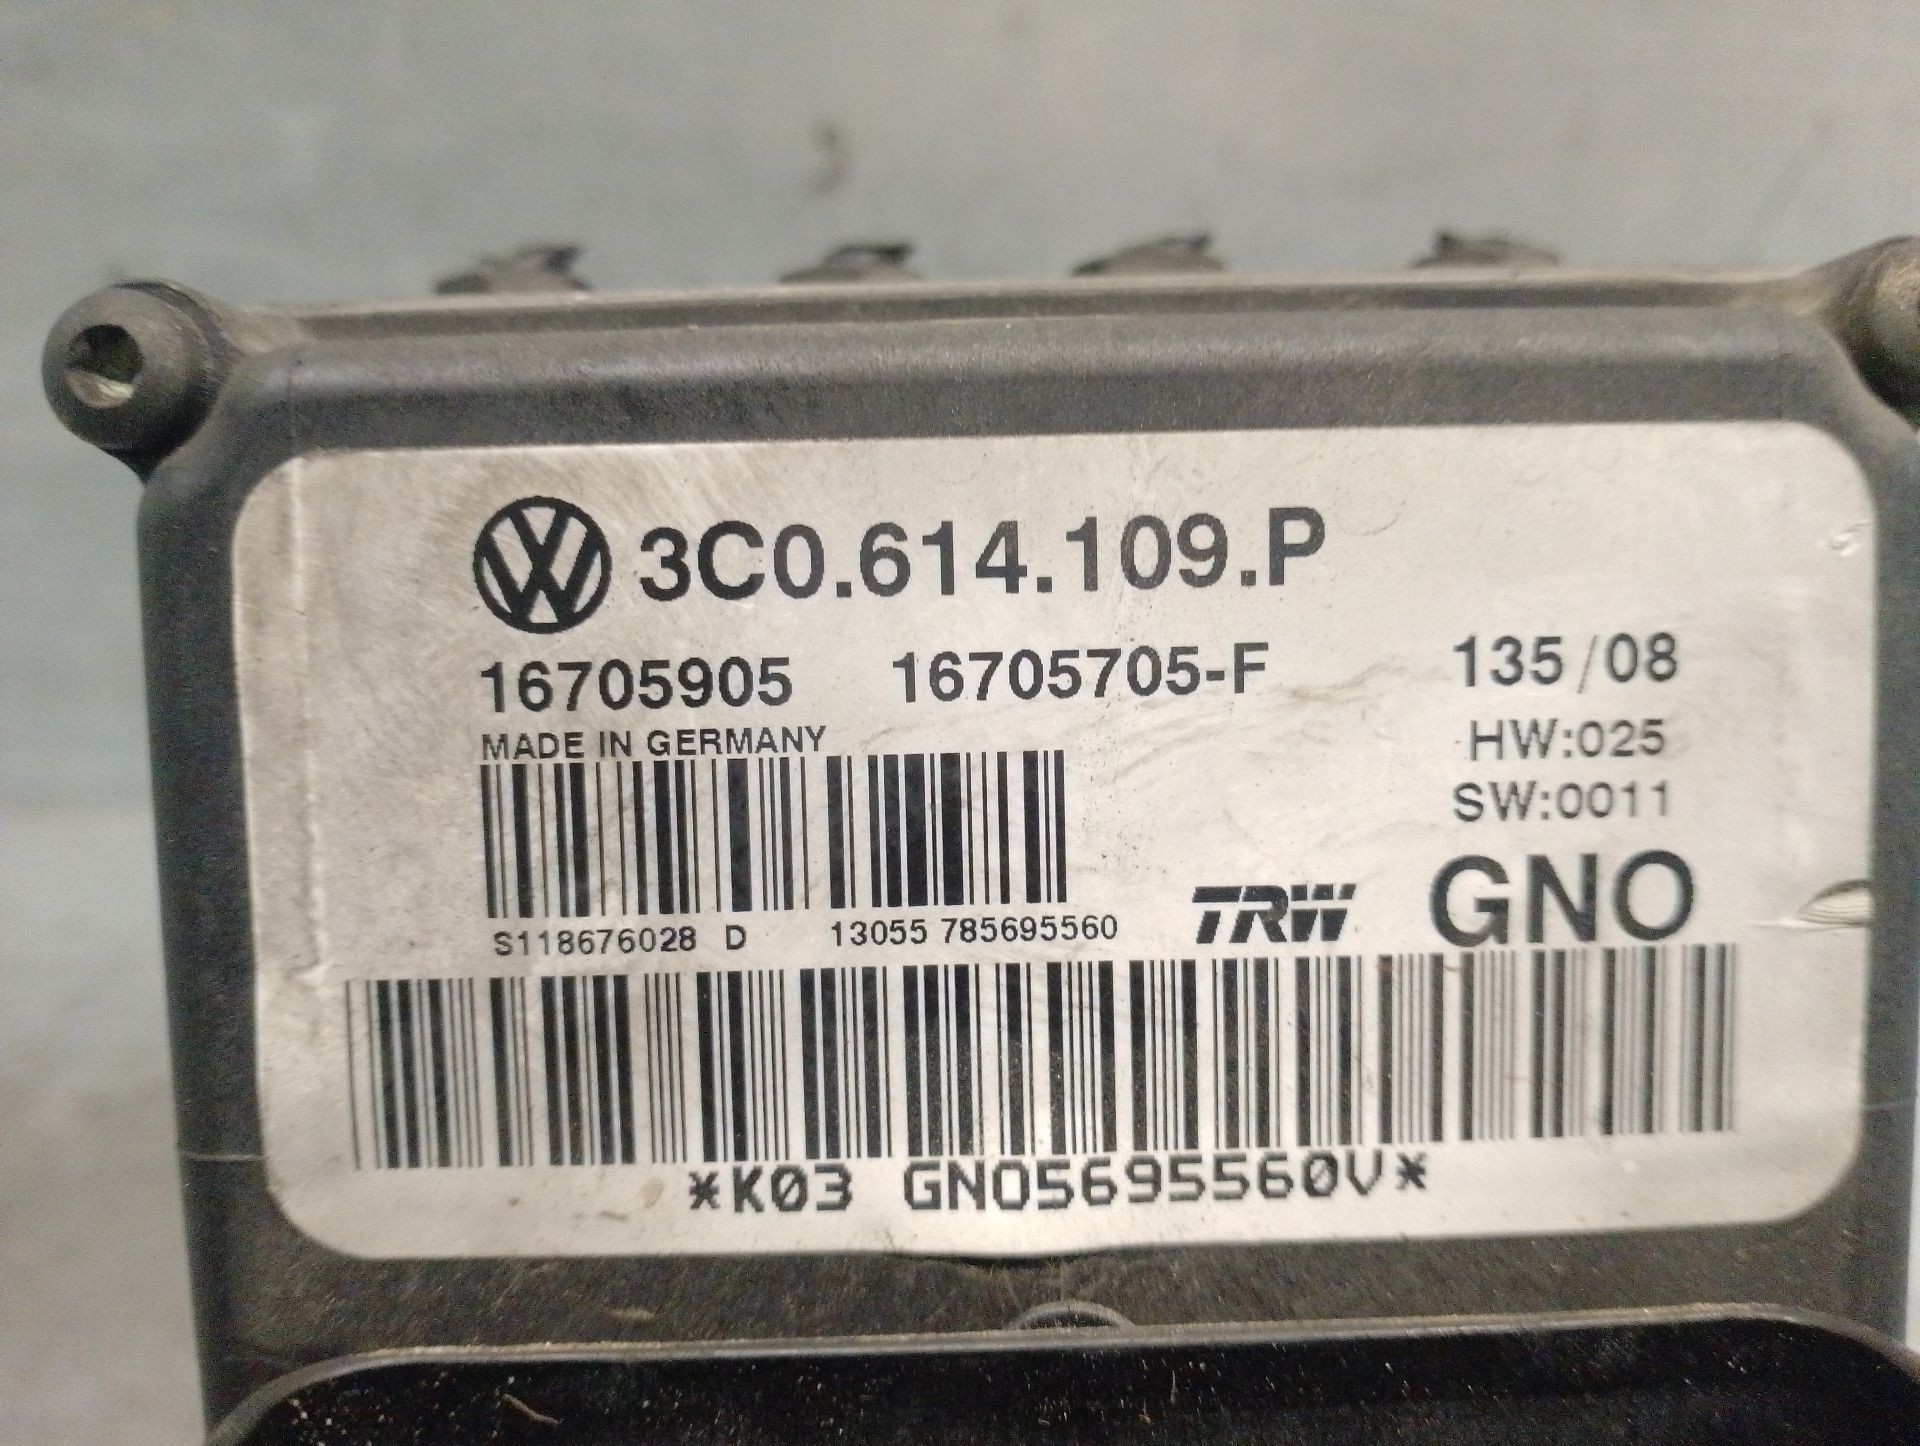 3C0.614.109.P
16705905 16705705-F 135/08
MADE IN GERMANY HW:025
SW:0011
S118676028 D 13055 785695560 TRW GNO
*K03 GNO5695560V*